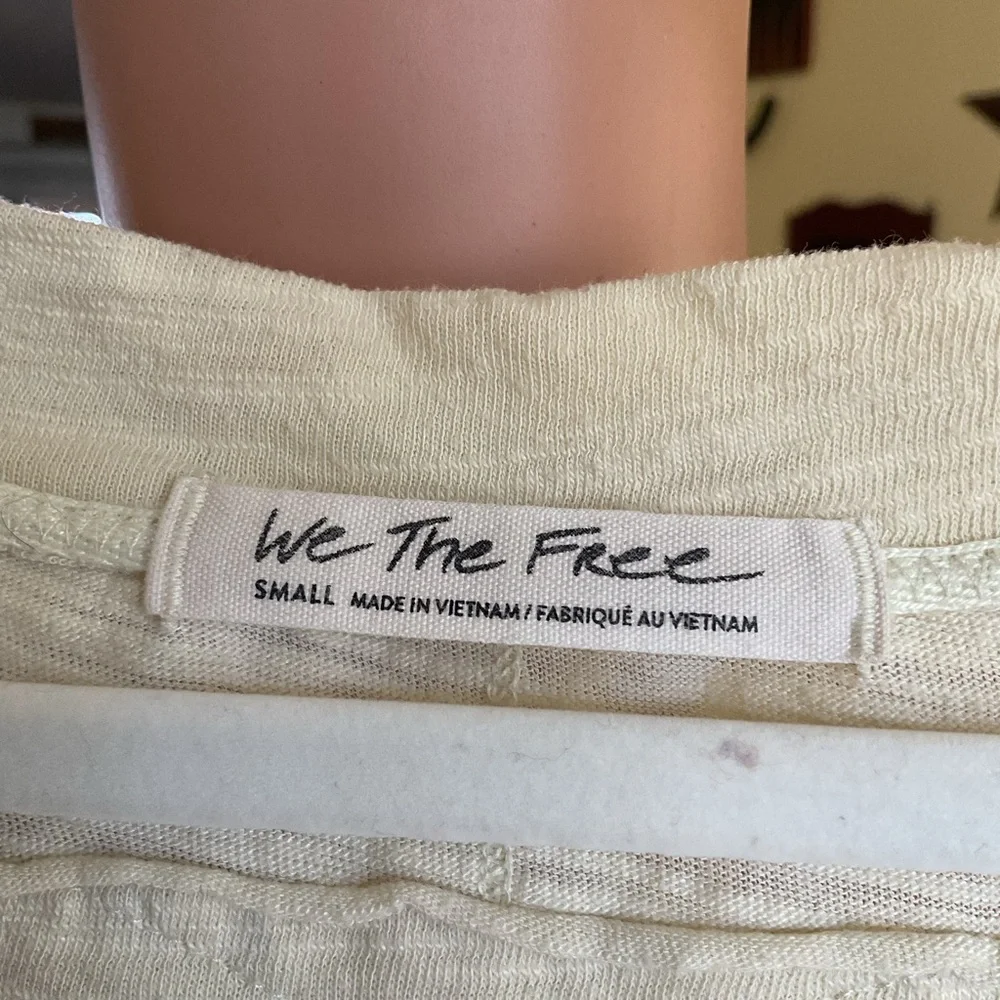 We The Free
SMALL MADE IN VIETNAM / FABRIQUÉ AU VIETNAM